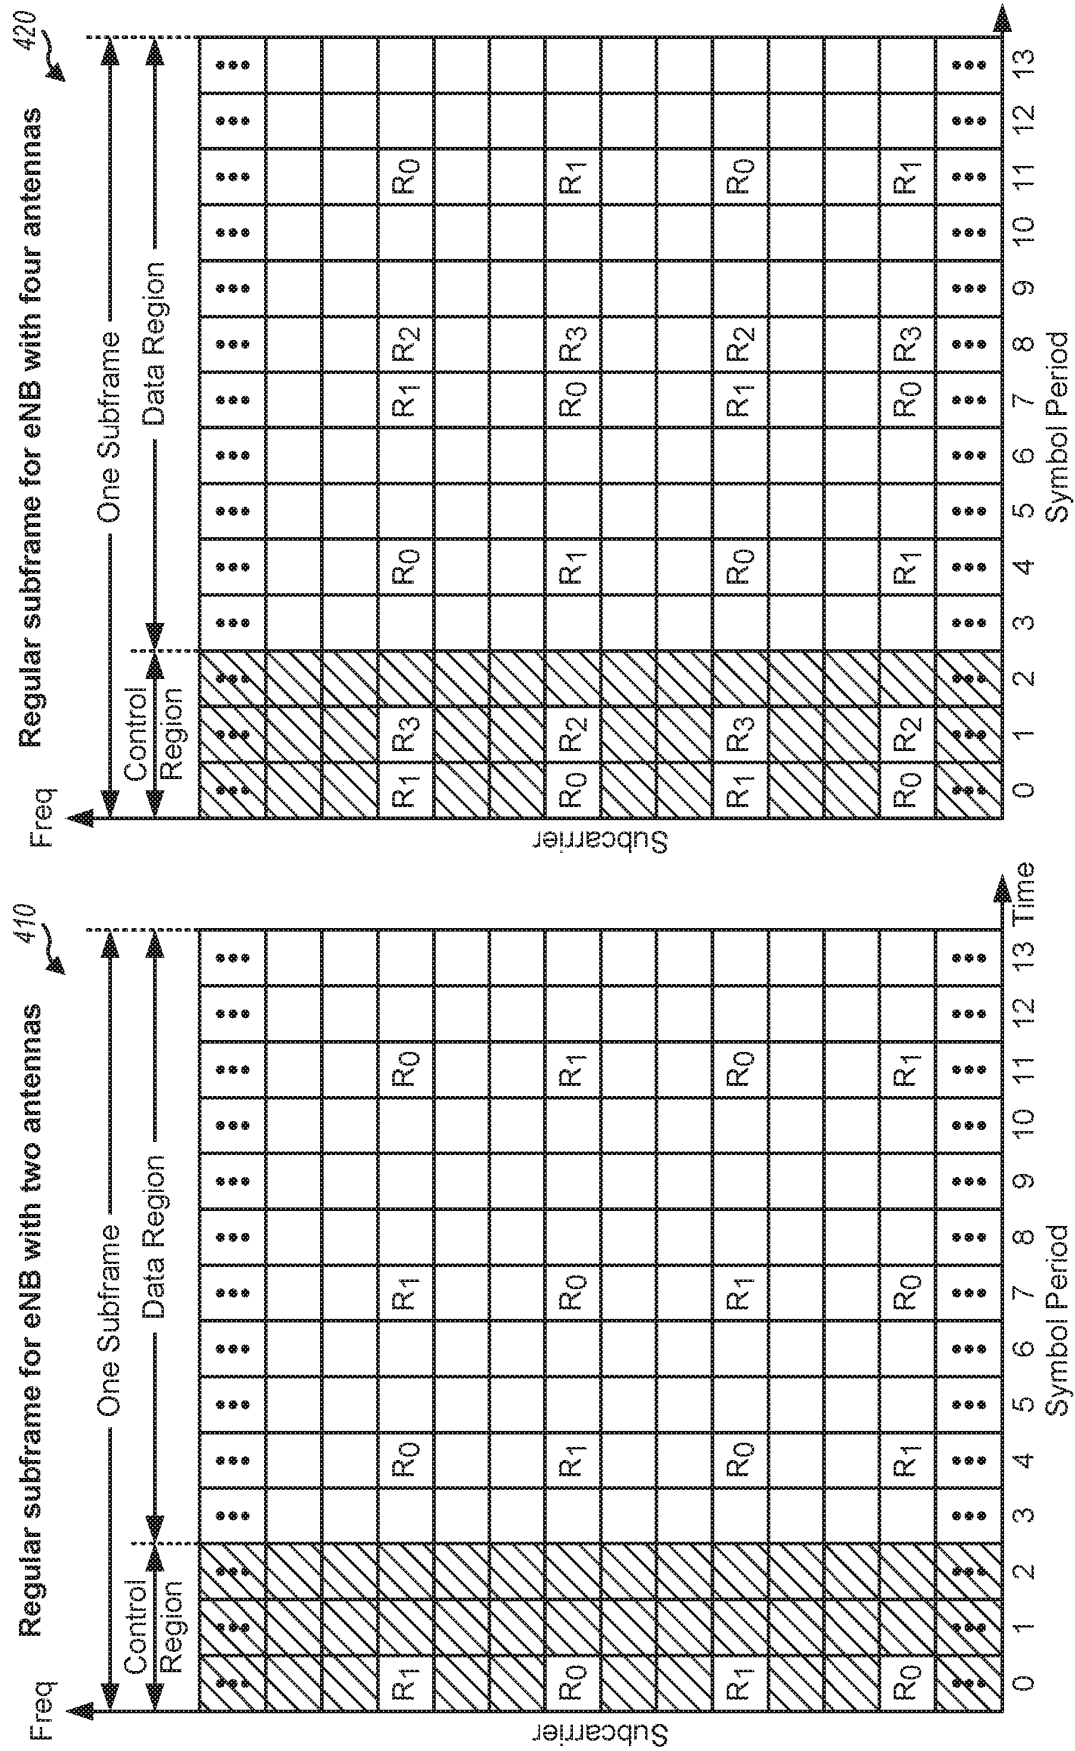 Regular subframe for eNB with two antennas 410
Freq
One Subframe
Control
Region
Data Region
Subcarrier
R1 R0 R1 R0
R0 R1 R0 R1
R1 R0 R1 R0
R0 R1 R0 R1
0 1 2 3 4 5 6 7 8 9 10 11 12 13 Time
Symbol Period
Regular subframe for eNB with four antennas 420
Freq
One Subframe
Control
Region
Data Region
Subcarrier
R1 R3 R0 R1 R2 R0
R0 R2 R1 R0 R3 R1
R1 R3 R0 R1 R2 R0
R0 R2 R1 R0 R3 R1
0 1 2 3 4 5 6 7 8 9 10 11 12 13
Symbol Period